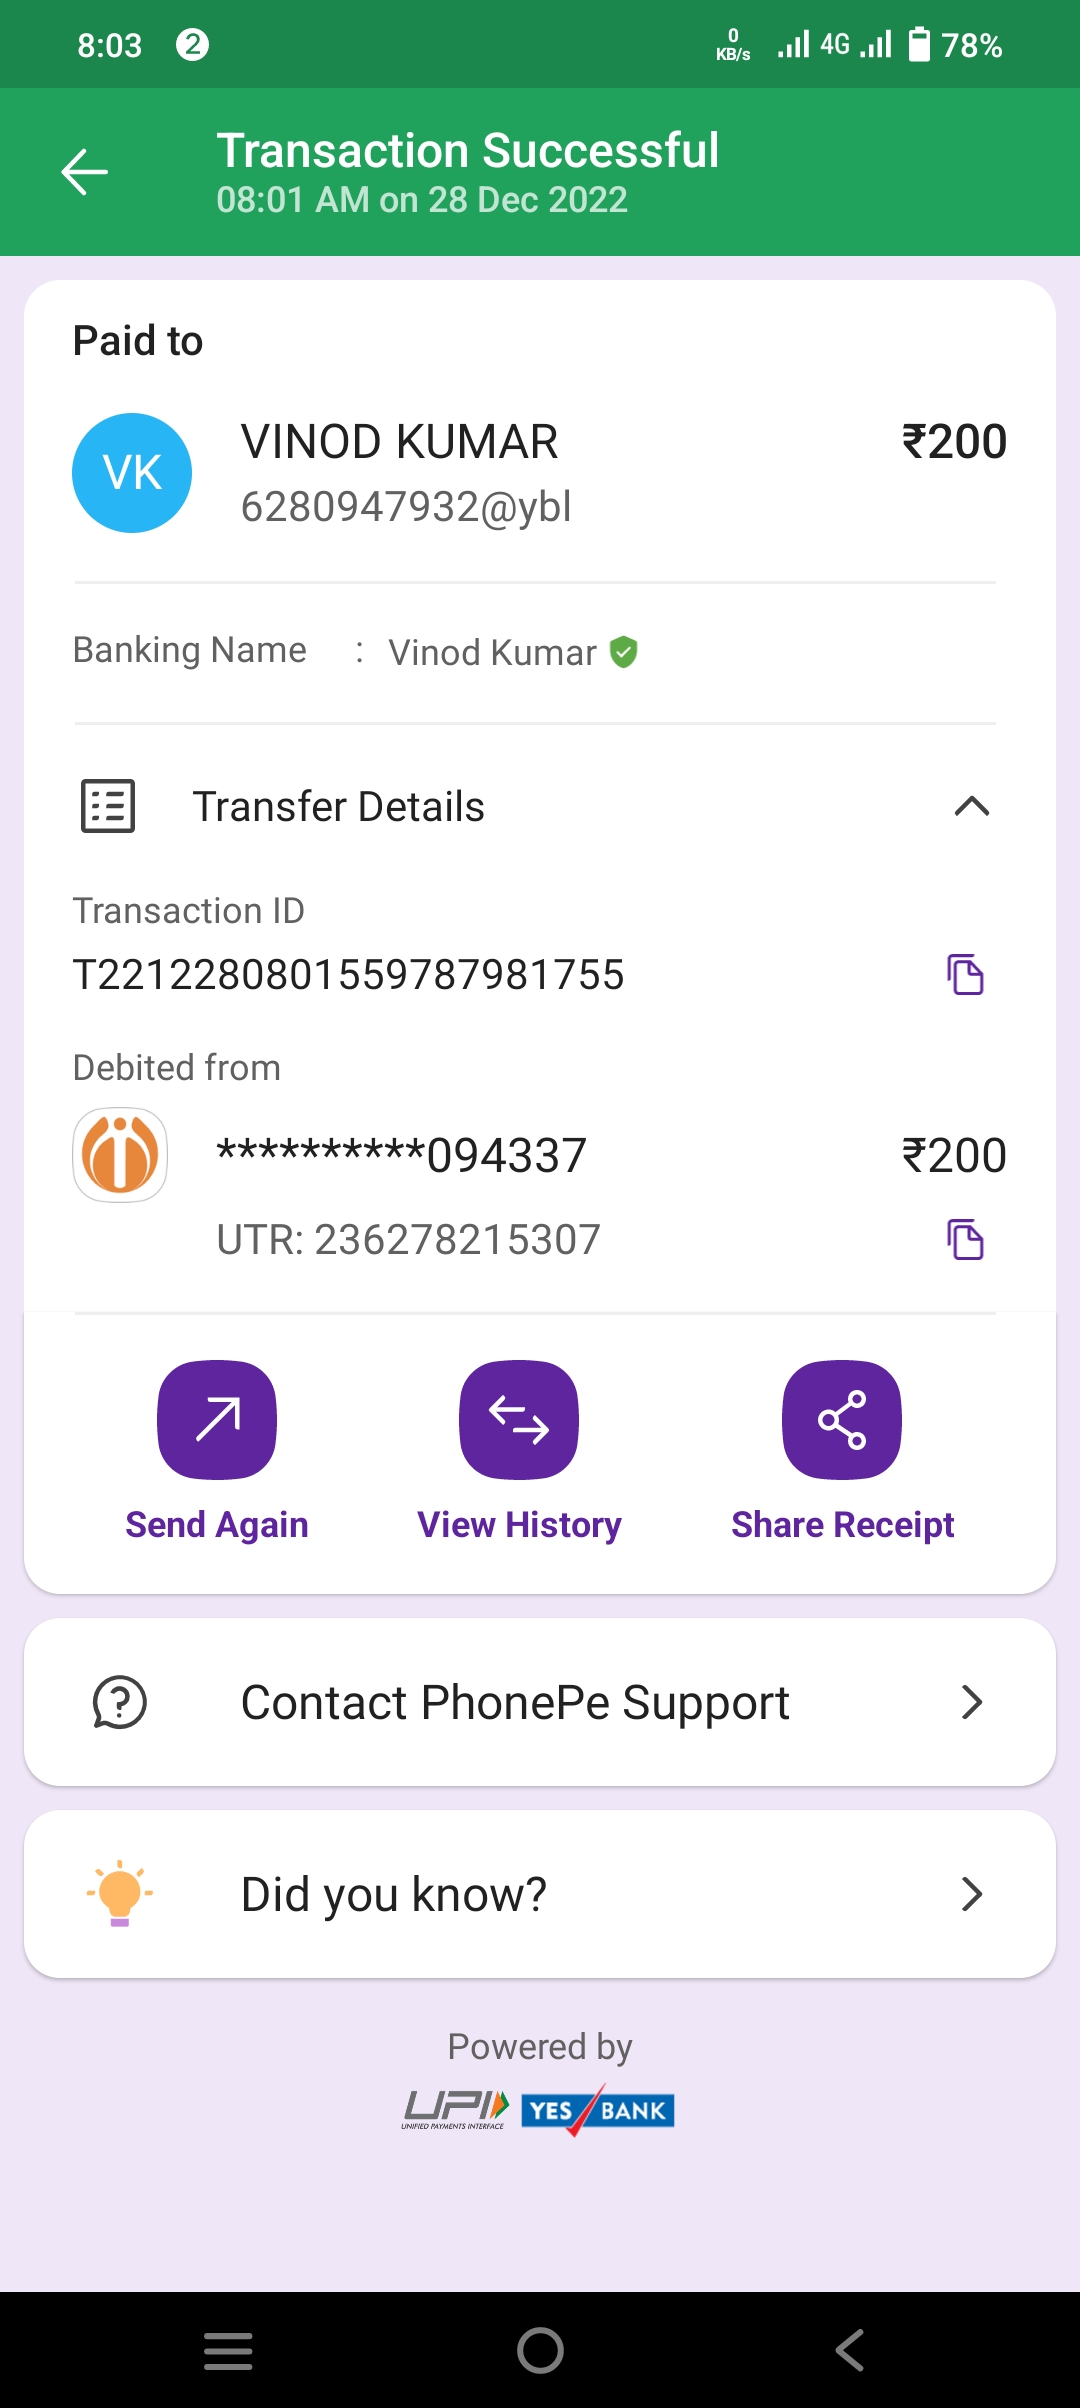 8:03 2 0 KB/s 4G 78%
Transaction Successful
08:01 AM on 28 Dec 2022
Paid to
VK VINOD KUMAR ₹200
6280947932@ybl
Banking Name : Vinod Kumar
Transfer Details
Transaction ID
T2212280801559787981755
Debited from
**********094337 ₹200
UTR: 236278215307
Send Again View History Share Receipt
Contact PhonePe Support
Did you know?
Powered by
UPI YES BANK
UNIFIED PAYMENTS INTERFACE